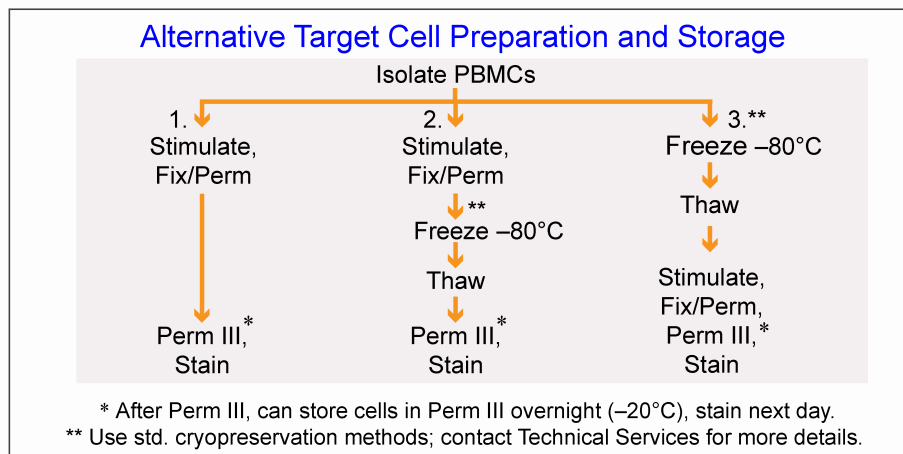 Alternative Target Cell Preparation and Storage
Isolate PBMCs
1.
Stimulate,
Fix/Perm
Perm III,*
Stain
2.
Stimulate,
Fix/Perm
**
Freeze –80°C
Thaw
Perm III,*
Stain
3.**
Freeze –80°C
Thaw
Stimulate,
Fix/Perm,
Perm III,*
Stain
* After Perm III, can store cells in Perm III overnight (–20°C), stain next day.
** Use std. cryopreservation methods; contact Technical Services for more details.